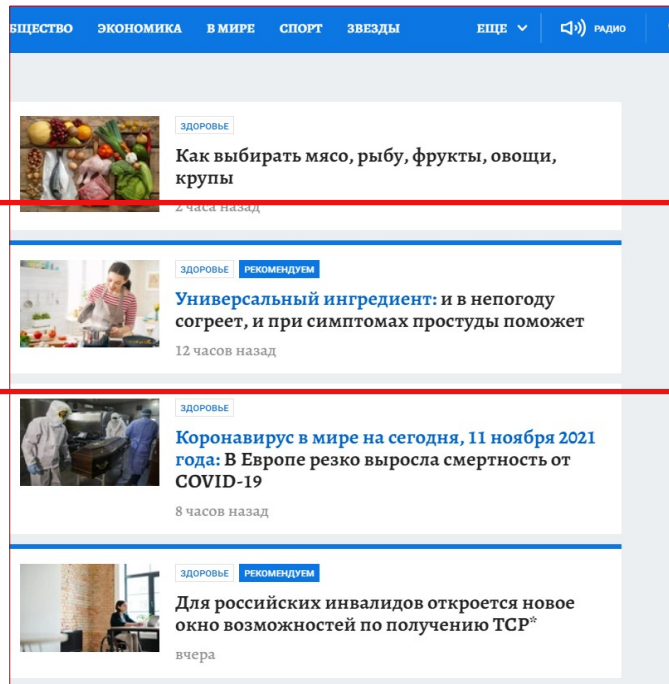 БЩЕСТВО ЭКОНОМИКА В МИРЕ СПОРТ ЗВЕЗДЫ ЕЩЕ РАДИО
ЗДОРОВЬЕ
Как выбирать мясо, рыбу, фрукты, овощи,
крупы
2 часа назад
ЗДОРОВЬЕ РЕКОМЕНДУЕМ
Универсальный ингредиент: и в непогоду
согреет, и при симптомах простуды поможет
12 часов назад
ЗДОРОВЬЕ
Коронавирус в мире на сегодня, 11 ноября 2021
года: В Европе резко выросла смертность от
COVID-19
8 часов назад
ЗДОРОВЬЕ РЕКОМЕНДУЕМ
Для российских инвалидов откроется новое
окно возможностей по получению ТСР*
вчера